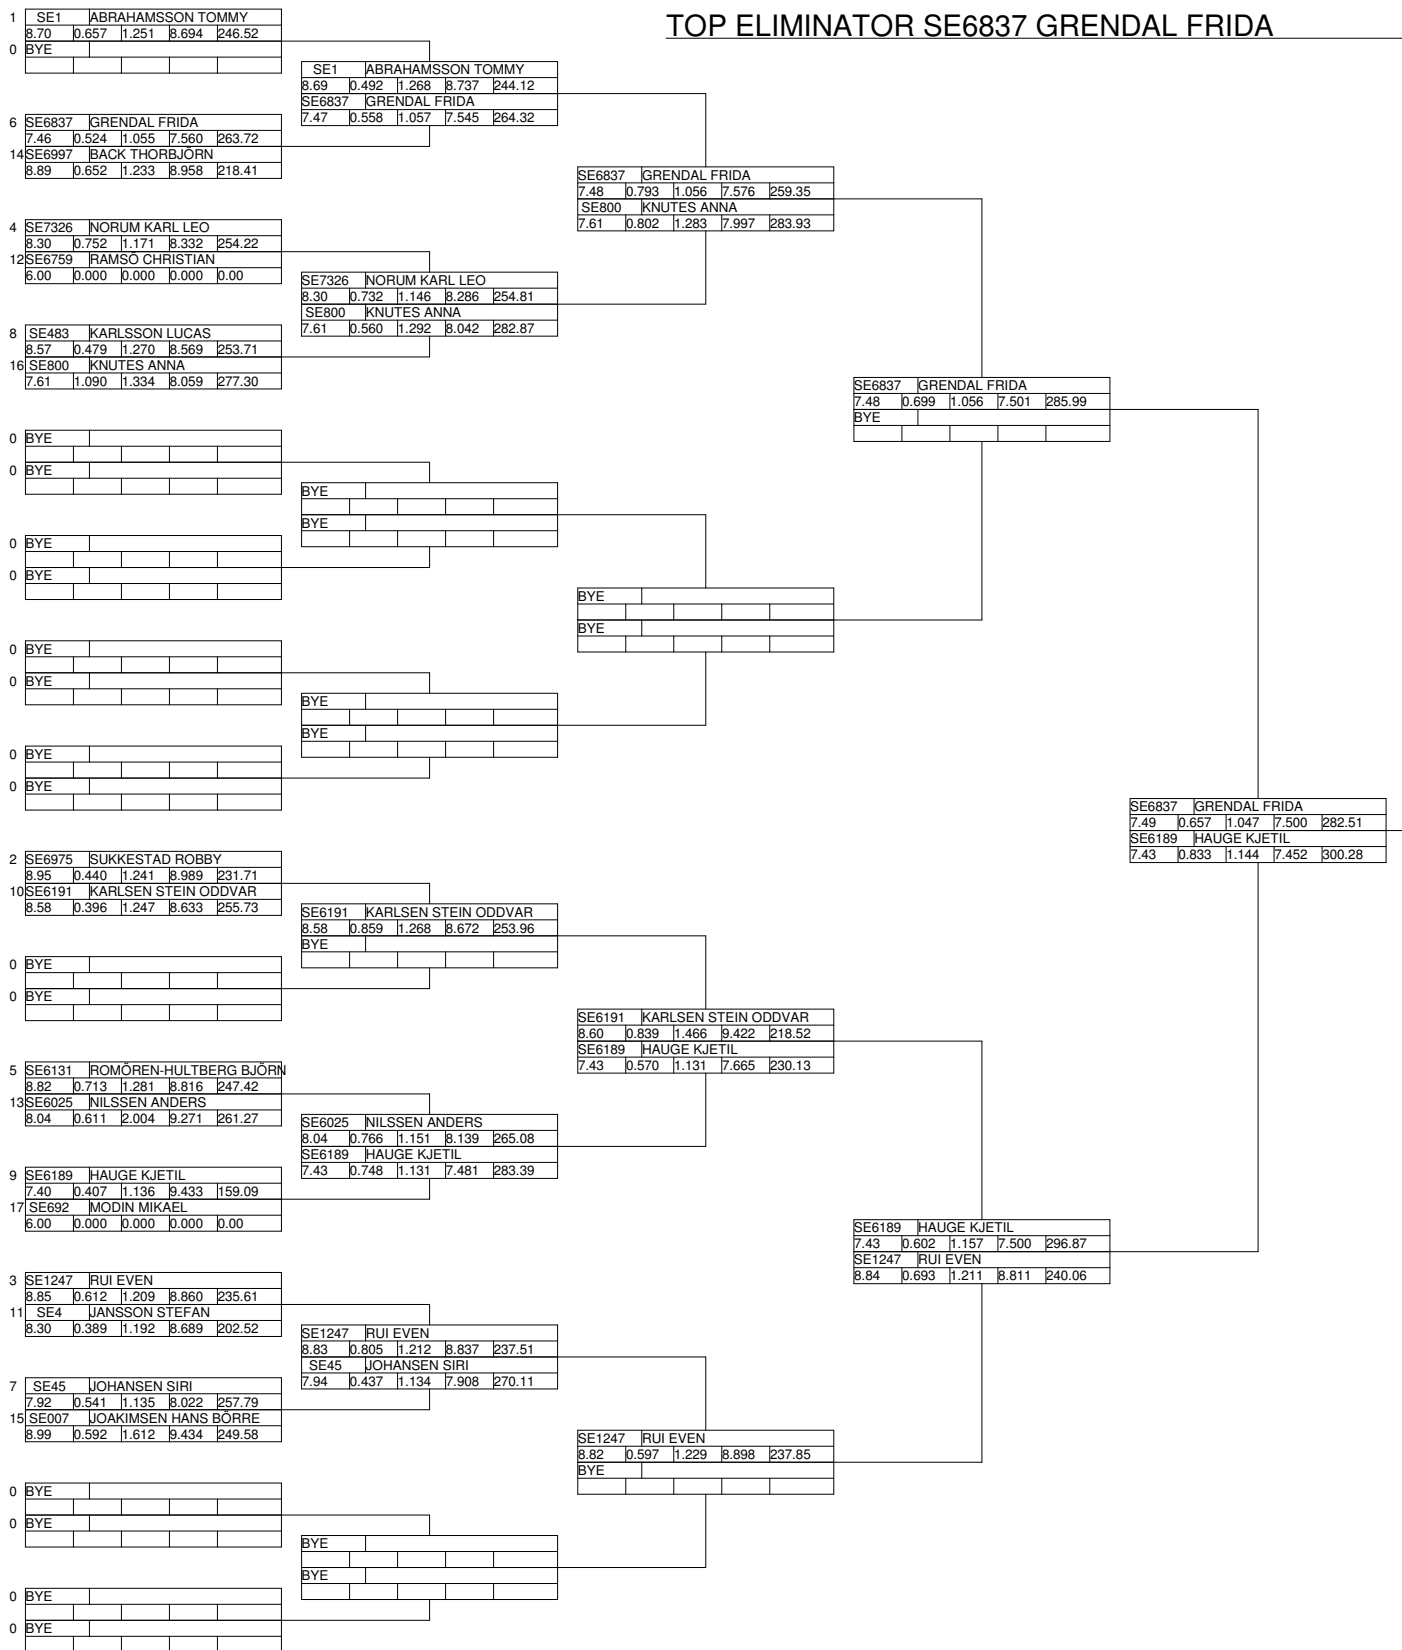 TOP ELIMINATOR SE6837 GRENDAL FRIDA
1 SE1 ABRAHAMSSON TOMMY
8.70 0.657 1.251 8.694 246.52
0 BYE
6 SE6837 GRENDAL FRIDA
7.46 0.524 1.055 7.560 263.72
14 SE6997 BACK THORBJÖRN
8.89 0.652 1.233 8.958 218.41
4 SE7326 NORUM KARL LEO
8.30 0.752 1.171 8.332 254.22
12 SE6759 RAMSÖ CHRISTIAN
6.00 0.000 0.000 0.000 0.00
8 SE483 KARLSSON LUCAS
8.57 0.479 1.270 8.569 253.71
16 SE800 KNUTES ANNA
7.61 1.090 1.334 8.059 277.30
0 BYE
0 BYE
0 BYE
0 BYE
0 BYE
0 BYE
0 BYE
0 BYE
2 SE6975 SUKKESTAD ROBBY
8.95 0.440 1.241 8.989 231.71
10 SE6191 KARLSEN STEIN ODDVAR
8.58 0.396 1.247 8.633 255.73
0 BYE
0 BYE
5 SE6131 ROMÖREN-HULTBERG BJÖRN
8.82 0.713 1.281 8.816 247.42
13 SE6025 NILSSEN ANDERS
8.04 0.611 2.004 9.271 261.27
9 SE6189 HAUGE KJETIL
7.40 0.407 1.136 9.433 159.09
17 SE692 MODIN MIKAEL
6.00 0.000 0.000 0.000 0.00
3 SE1247 RUI EVEN
8.85 0.612 1.209 8.860 235.61
11 SE4 JANSSON STEFAN
8.30 0.389 1.192 8.689 202.52
7 SE45 JOHANSEN SIRI
7.92 0.541 1.135 8.022 257.79
15 SE007 JOAKIMSEN HANS BÖRRE
8.99 0.592 1.612 9.434 249.58
0 BYE
0 BYE
0 BYE
0 BYE
SE1 ABRAHAMSSON TOMMY
8.69 0.492 1.268 8.737 244.12
SE6837 GRENDAL FRIDA
7.47 0.558 1.057 7.545 264.32
SE7326 NORUM KARL LEO
8.30 0.732 1.146 8.286 254.81
SE800 KNUTES ANNA
7.61 0.560 1.292 8.042 282.87
BYE
BYE
BYE
BYE
SE6191 KARLSEN STEIN ODDVAR
8.58 0.859 1.268 8.672 253.96
BYE
SE6025 NILSSEN ANDERS
8.04 0.766 1.151 8.139 265.08
SE6189 HAUGE KJETIL
7.43 0.748 1.131 7.481 283.39
SE1247 RUI EVEN
8.83 0.805 1.212 8.837 237.51
SE45 JOHANSEN SIRI
7.94 0.437 1.134 7.908 270.11
BYE
BYE
SE6837 GRENDAL FRIDA
7.48 0.793 1.056 7.576 259.35
SE800 KNUTES ANNA
7.61 0.802 1.283 7.997 283.93
BYE
BYE
SE6191 KARLSEN STEIN ODDVAR
8.60 0.839 1.466 9.422 218.52
SE6189 HAUGE KJETIL
7.43 0.570 1.131 7.665 230.13
SE1247 RUI EVEN
8.82 0.597 1.229 8.898 237.85
BYE
SE6837 GRENDAL FRIDA
7.48 0.699 1.056 7.501 285.99
BYE
SE6189 HAUGE KJETIL
7.43 0.602 1.157 7.500 296.87
SE1247 RUI EVEN
8.84 0.693 1.211 8.811 240.06
SE6837 GRENDAL FRIDA
7.49 0.657 1.047 7.500 282.51
SE6189 HAUGE KJETIL
7.43 0.833 1.144 7.452 300.28